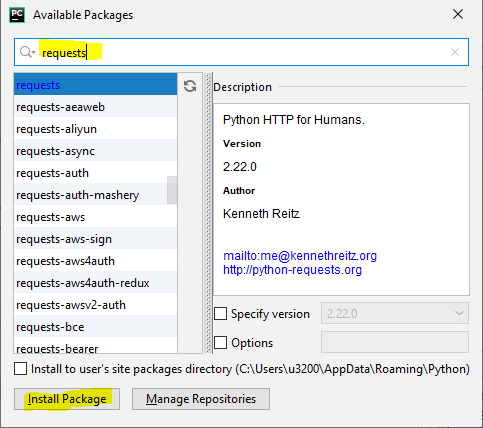 PC Available Packages
requests
requests
requests-aeaweb
requests-aliyun
requests-async
requests-auth
requests-auth-mashery
requests-aws
requests-aws-sign
requests-aws4auth
requests-aws4auth-redux
requests-awsv2-auth
requests-bce
requests-bearer
Description
Python HTTP for Humans.
Version
2.22.0
Author
Kenneth Reitz
mailto:me@kennethreitz.org
http://python-requests.org
Specify version 2.22.0
Options
Install to user's site packages directory (C:\Users\u3200\AppData\Roaming\Python)
Install Package Manage Repositories